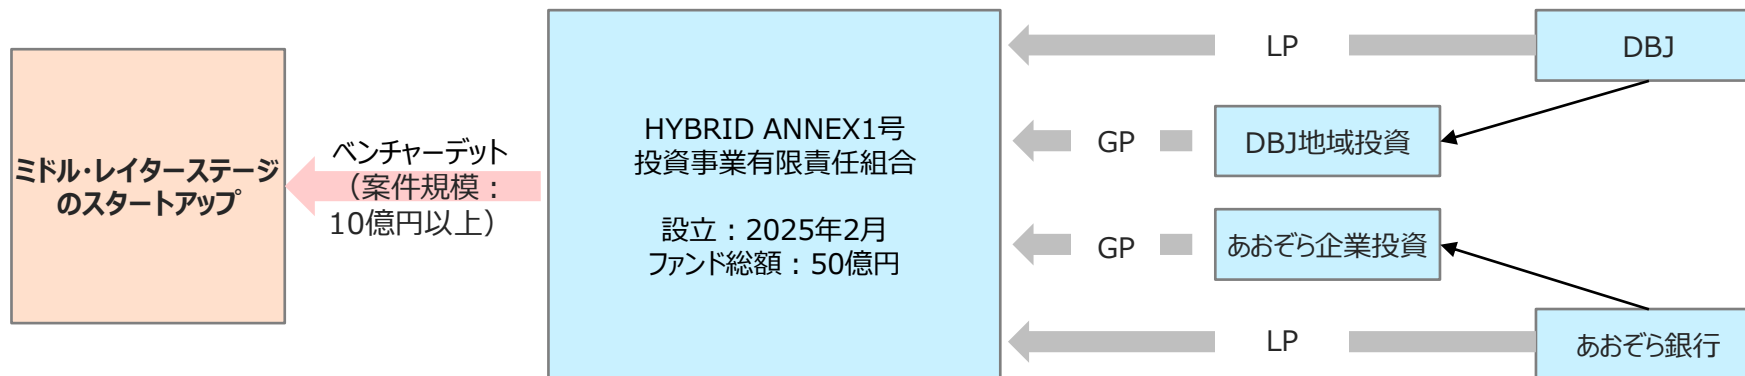 ミドル・レイターステージ
のスタートアップ
ベンチャーデット
（案件規模：
10億円以上）
HYBRID ANNEX1号
投資事業有限責任組合
設立：2025年2月
ファンド総額：50億円
LP
DBJ
GP
DBJ地域投資
GP
あおぞら企業投資
LP
あおぞら銀行